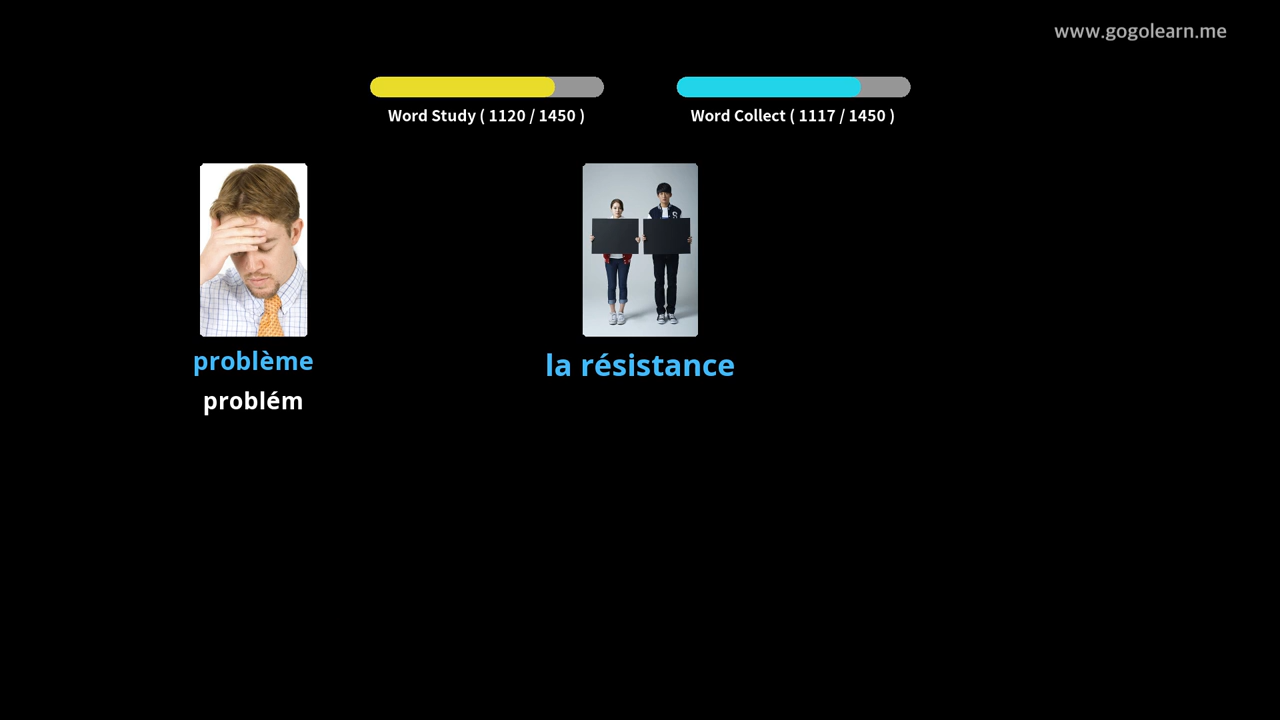 www.gogolearn.me
Word Study ( 1120 / 1450 )
Word Collect ( 1117 / 1450 )
problème
problém
la résistance